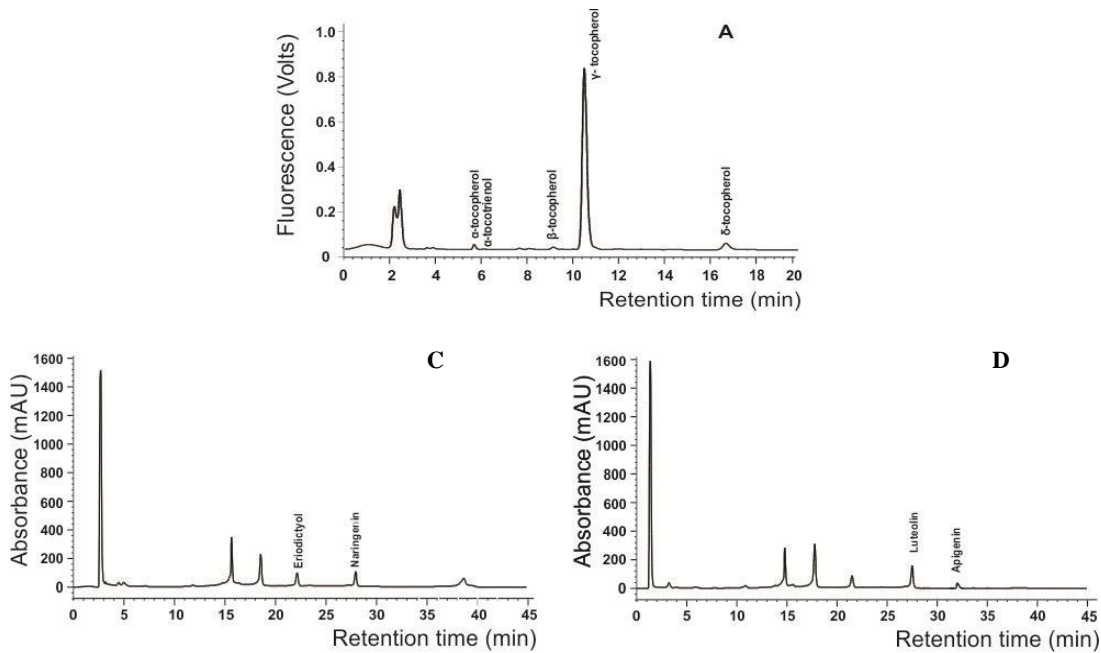 A
Fluorescence (Volts)
1.0
0.8
0.6
0.4
0.2
0
α-tocopherol
α-tocotrienol
β-tocopherol
γ- tocopherol
δ-tocopherol
0 2 4 6 8 10 12 14 16 18 20
Retention time (min)
C
Absorbance (mAU)
1600
1400
1200
1000
800
600
400
200
0
Eriodictyol
Naringenin
0 5 10 15 20 25 30 35 40 45
Retention time (min)
D
Absorbance (mAU)
1600
1400
1200
1000
800
600
400
200
0
Luteolin
Apigenin
0 5 10 15 20 25 30 35 40 45
Retention time (min)